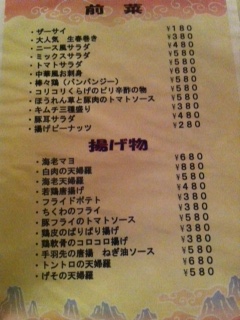 前菜
・ザーサイ ¥180
・大人気 生春巻き ¥380
・ニース風サラダ ¥480
・ミックスサラダ ¥580
・トマトサラダ ¥380
・中華風お刺身 ¥580
・棒々鶏(バンバンジー) ¥580
・コリコリくらげのピリ辛酢の物 ¥580
・ほうれん草と豚肉のトマトソース ¥580
・キムチ三種盛り ¥380
・豚耳サラダ ¥480
・揚げピーナッツ ¥280
揚げ物
・海老マヨ ¥680
・白肉の天婦羅 ¥580
・海老天婦羅 ¥880
・若鶏唐揚げ ¥480
・フライドポテト ¥380
・ちくわのフライ ¥380
・豚フライのトマトソース ¥580
・鶏皮のぱりぱり揚げ ¥380
・鶏軟骨のコロコロ揚げ ¥380
・手羽先の唐揚 ねぎ油ソース ¥580
・トントロの天婦羅 ¥580
・げその天婦羅 ¥580